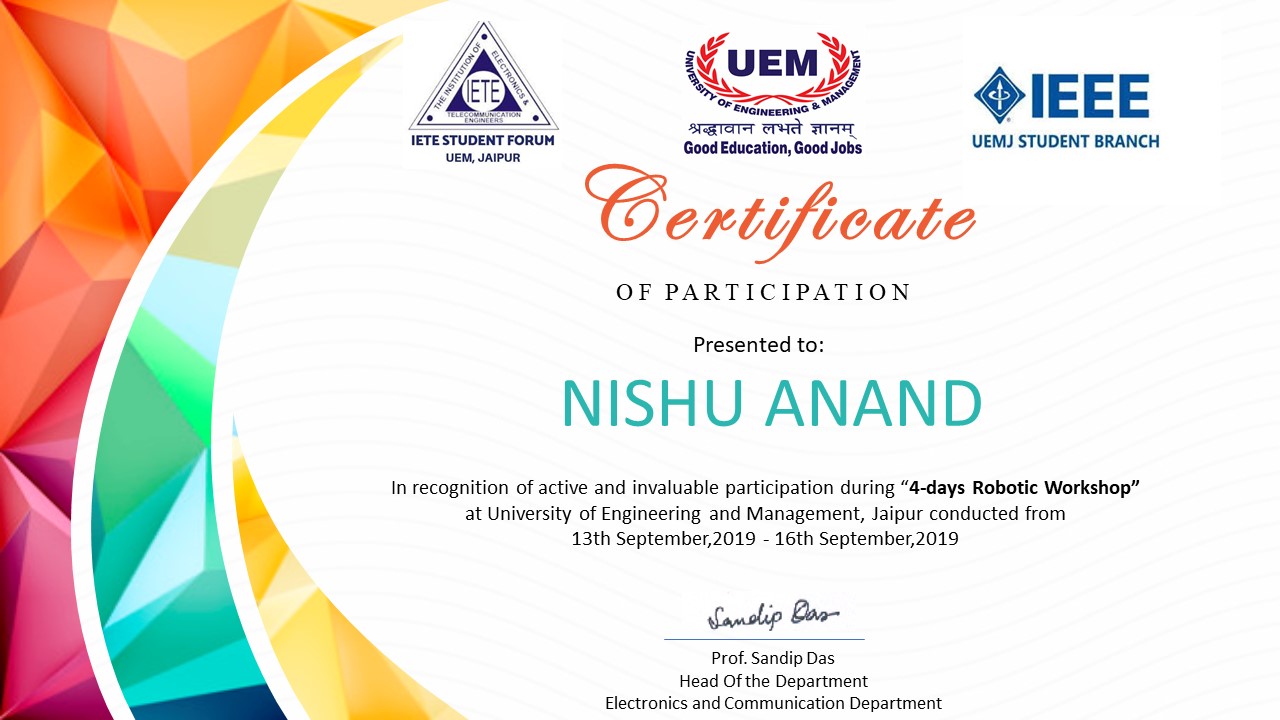 THE INSTITUTION OF
ELECTRONICS &
IETE
TELECOMMUNICATION
ENGINEERS
IETE STUDENT FORUM
UEM, JAIPUR
UEM
UNIVERSITY OF ENGINEERING & MANAGEMENT
श्रद्धावान लभते ज्ञानम्
Good Education, Good Jobs
IEEE
UEMJ STUDENT BRANCH
Certificate
OF PARTICIPATION
Presented to:
NISHU ANAND
In recognition of active and invaluable participation during “4-days Robotic Workshop”
at University of Engineering and Management, Jaipur conducted from
13th September,2019 - 16th September,2019
Sandip Das
Prof. Sandip Das
Head Of the Department
Electronics and Communication Department